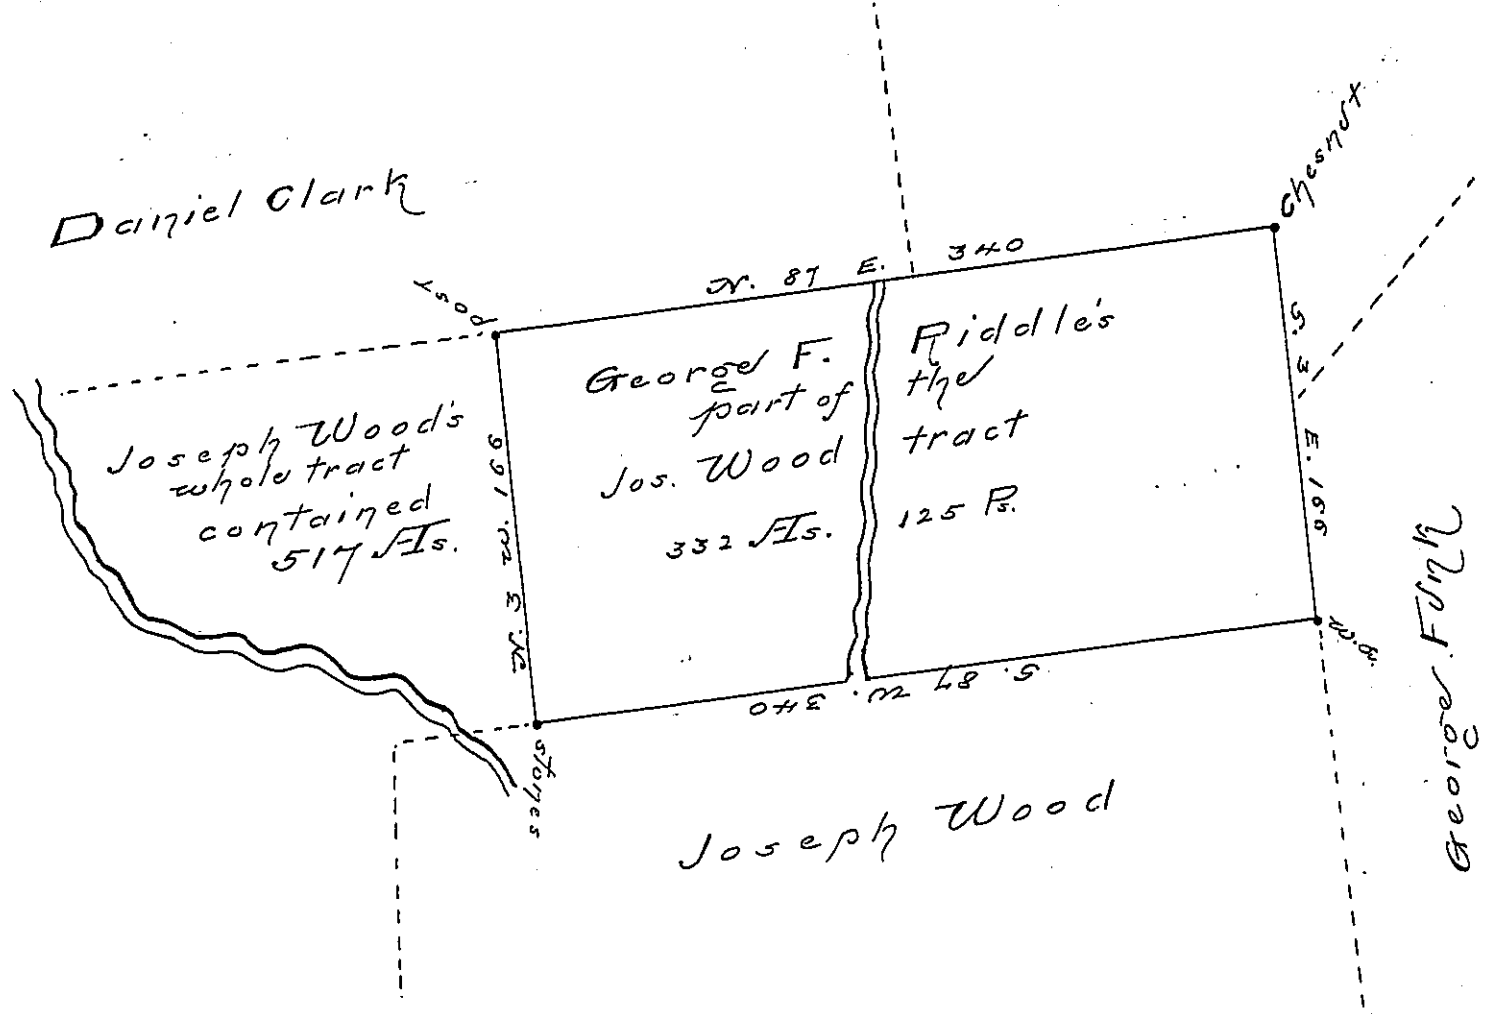 Daniel Clark
Post
N. 87 E. 340
Chesnut
S. 3 E. 166
George F. Riddle's
part of the
Jos. Wood tract
332 As. 125 Ps.
Joseph Wood's
whole tract
contained
517 As.
N. 3 W. 166
S. 87 W. 340
stones
W.O.
Joseph Wood
George Funk